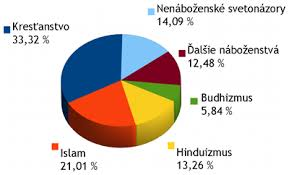 Kresťanstvo
33,32 %
Nenáboženské svetonázory
14,09 %
Ďalšie náboženstvá
12,48 %
Budhizmus
5,84 %
Hinduizmus
13,26 %
Islam
21,01 %